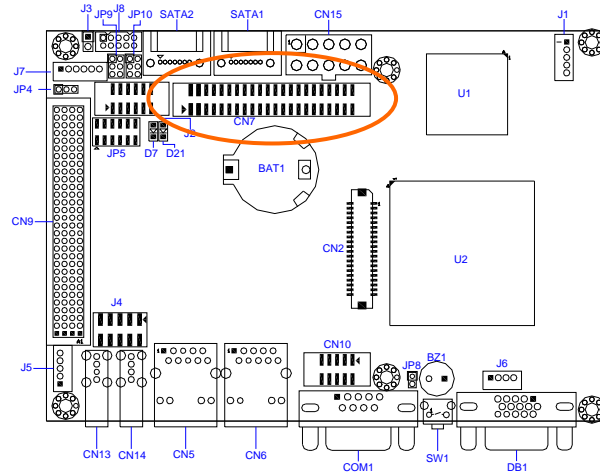 J3
JP9
J8
JP10
SATA2
SATA1
CN15
J1
J7
JP4
U1
CN7
J2
JP5
D7
D21
BAT1
CN9
CN2
U2
J4
A1
J5
CN10
JP8
BZ1
J6
CN13
CN14
CN5
CN6
COM1
SW1
DB1